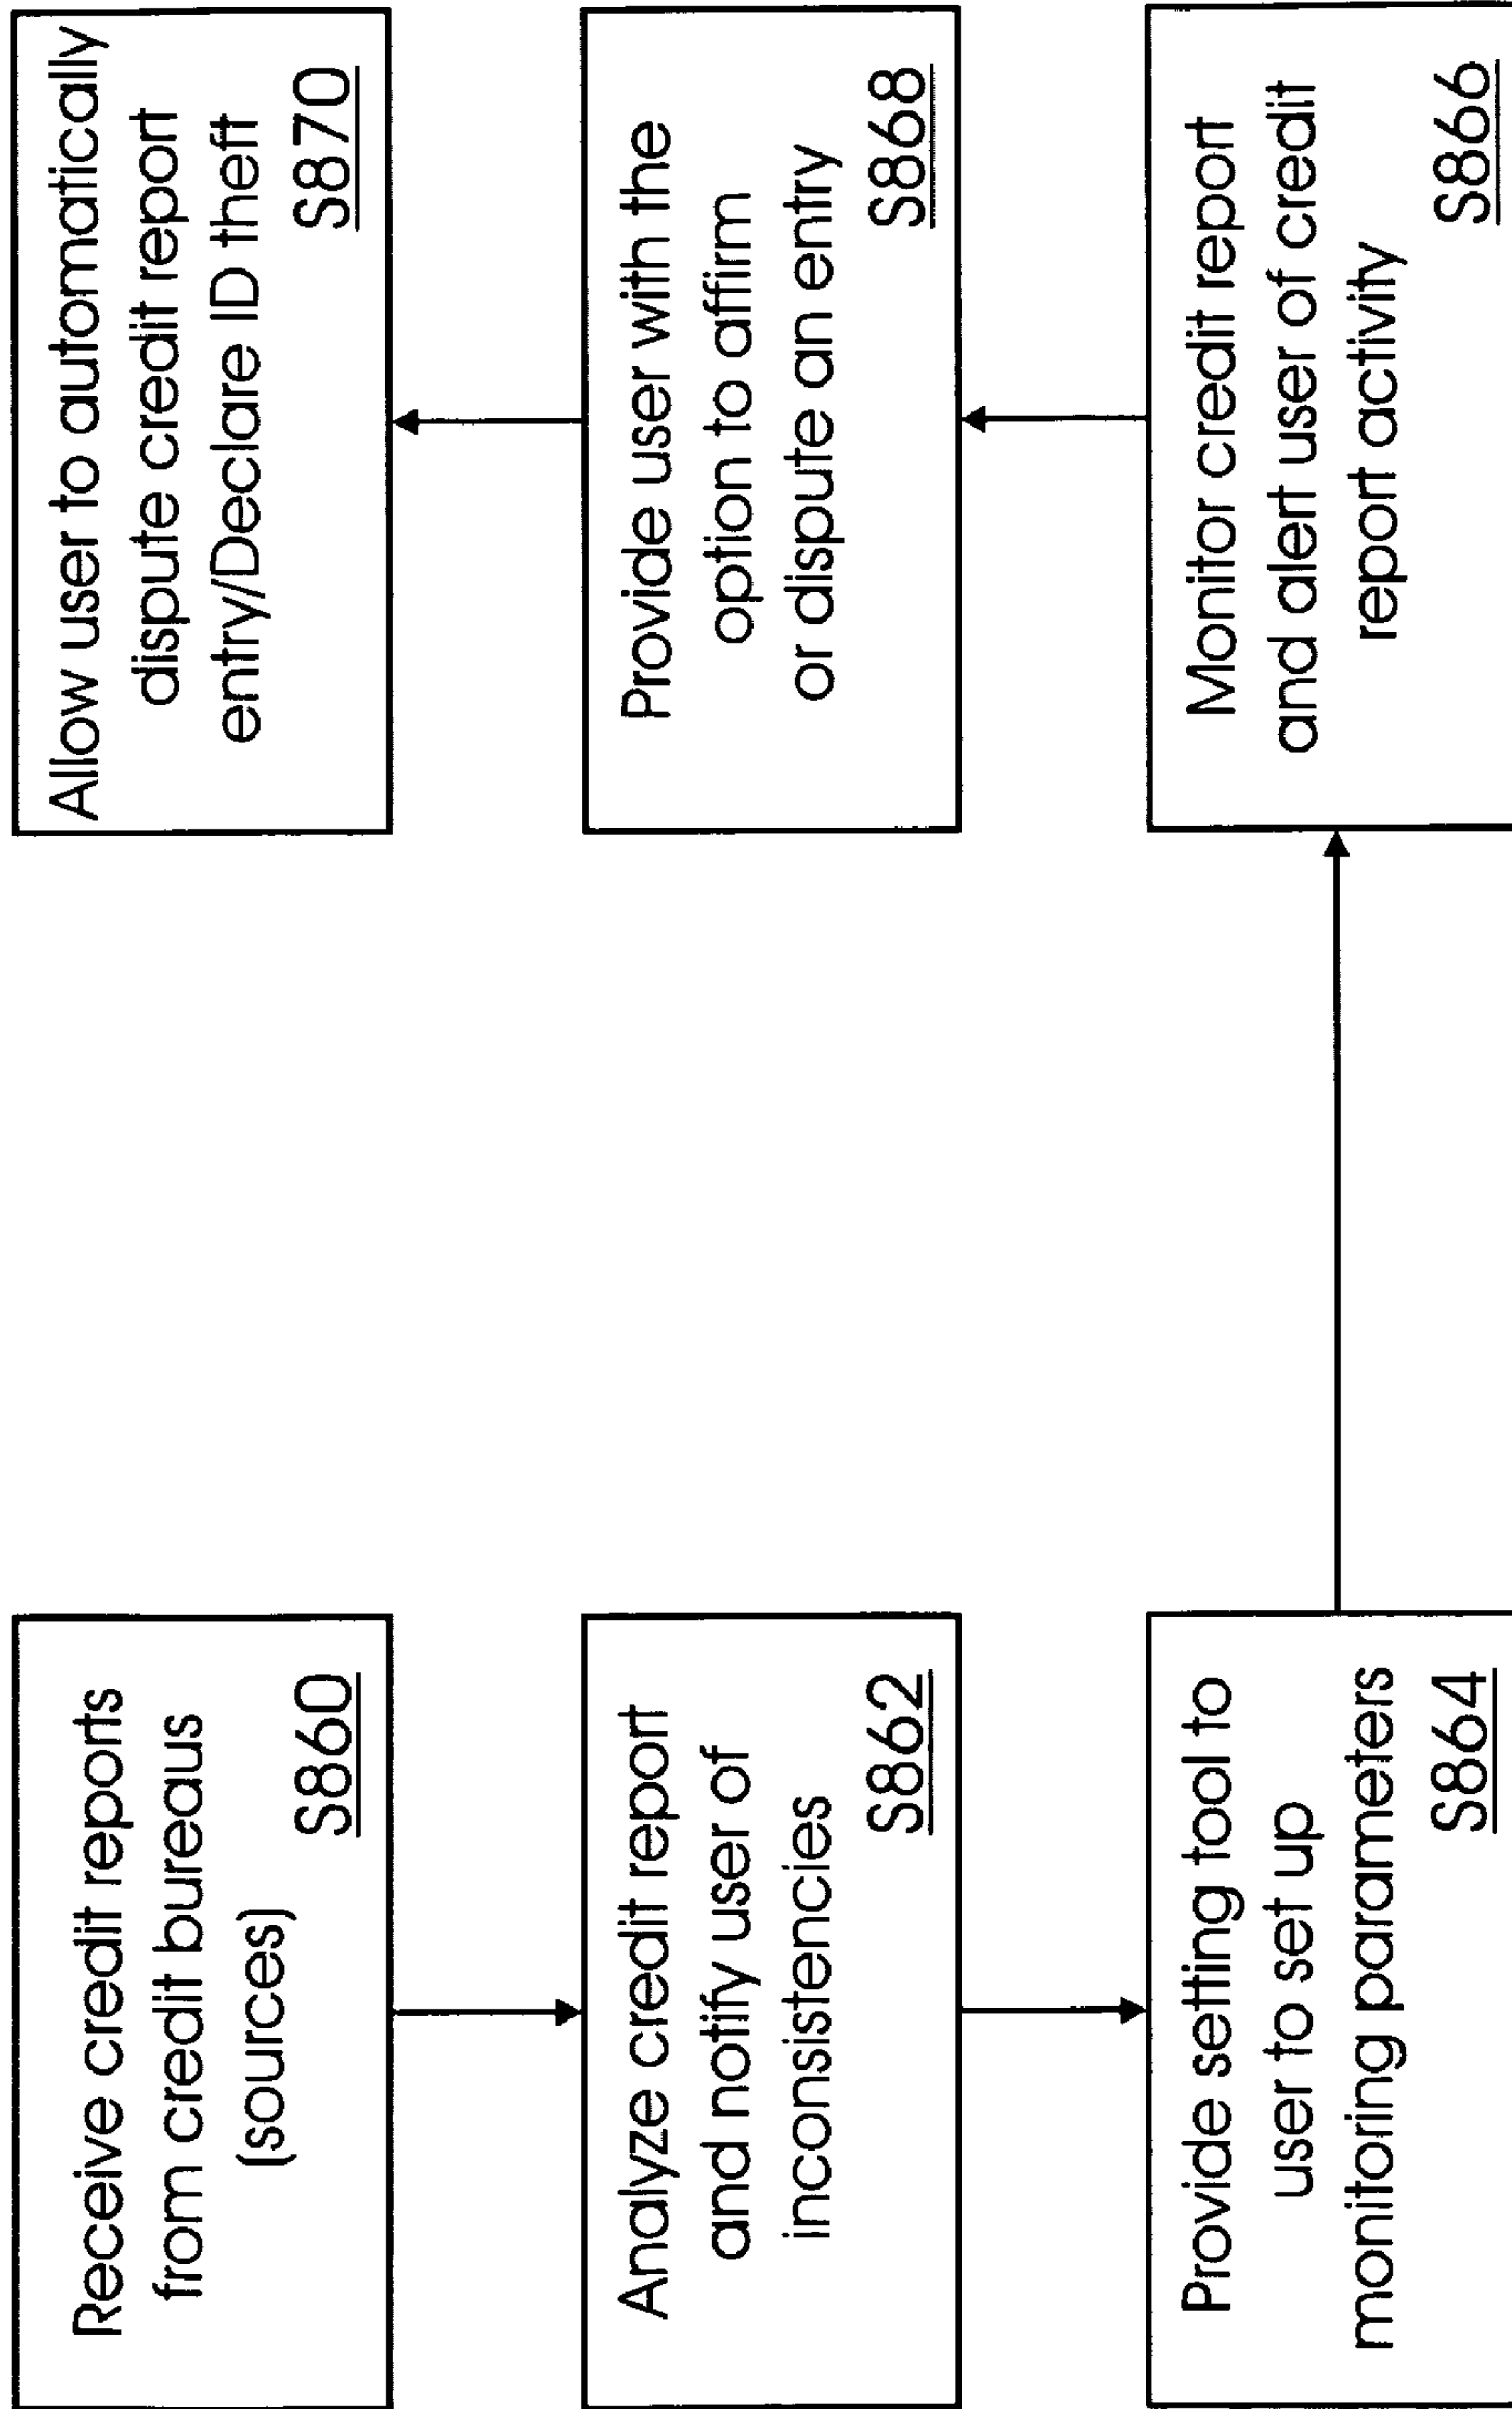 Receive credit reports
from credit bureaus
(sources)
S860
Analyze credit report
and notify user of
inconsistencies
S862
Provide setting tool to
user to set up
monitoring parameters
S864
Monitor credit report
and alert user of credit
report activity
S866
Provide user with the
option to affirm
or dispute an entry
S868
Allow user to automatically
dispute credit report
entry/Declare ID theft
S870